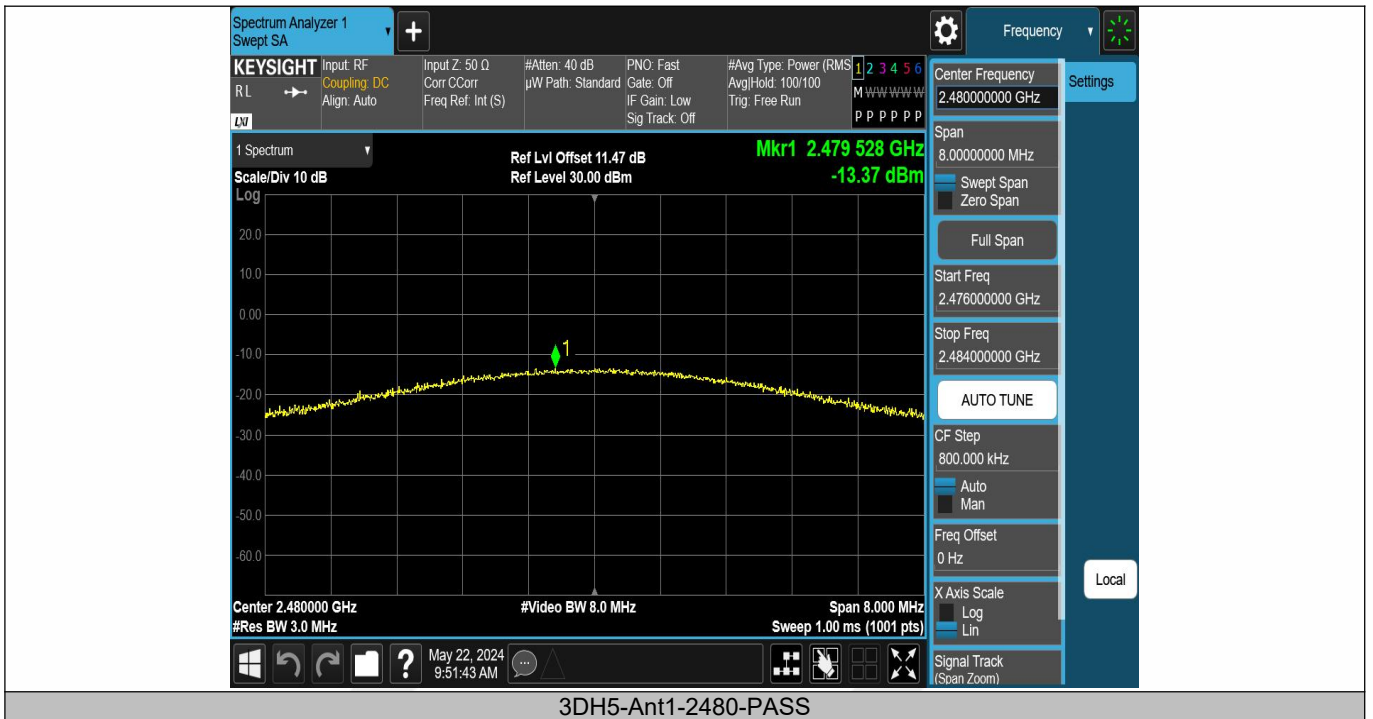 Spectrum Analyzer 1
Swept SA
+
Frequency
KEYSIGHT
RL
LXI
Input: RF
Coupling: DC
Align: Auto
Input Z: 50 Ω
Corr CCorr
Freq Ref: Int (S)
#Atten: 40 dB
µW Path: Standard
PNO: Fast
Gate: Off
IF Gain: Low
Sig Track: Off
#Avg Type: Power (RMS
Avg|Hold: 100/100
Trig: Free Run
1 2 3 4 5 6
M W W W W W
P P P P P P
1 Spectrum
Scale/Div 10 dB
Log
Ref Lvl Offset 11.47 dB
Ref Level 30.00 dBm
Mkr1 2.479 528 GHz
-13.37 dBm
20.0
10.0
0.00
-10.0
-20.0
-30.0
-40.0
-50.0
-60.0
1
Center 2.480000 GHz
#Res BW 3.0 MHz
#Video BW 8.0 MHz
Span 8.000 MHz
Sweep 1.00 ms (1001 pts)
?
May 22, 2024
9:51:43 AM
Center Frequency
2.480000000 GHz
Settings
Span
8.00000000 MHz
Swept Span
Zero Span
Full Span
Start Freq
2.476000000 GHz
Stop Freq
2.484000000 GHz
AUTO TUNE
CF Step
800.000 kHz
Auto
Man
Freq Offset
0 Hz
X Axis Scale
Log
Lin
Local
Signal Track
(Span Zoom)
3DH5-Ant1-2480-PASS